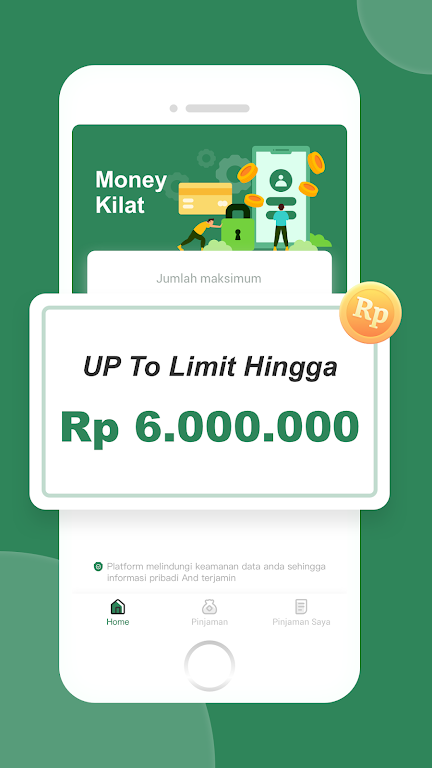 Money
Kilat
Jumlah maksimum
Rp
UP To Limit Hingga
Rp 6.000.000
Platform melindungi keamanan data anda sehingga
informasi pribadi And terjamin
Home
Pinjaman
Pinjaman Saya